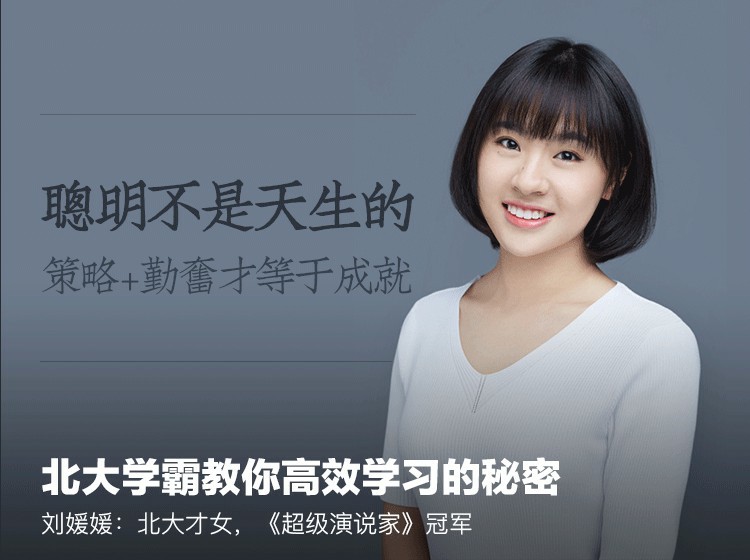 聰明不是天生的
策略+勤奮才等于成就
北大学霸教你高效学习的秘密
刘媛媛：北大才女，《超级演说家》冠军